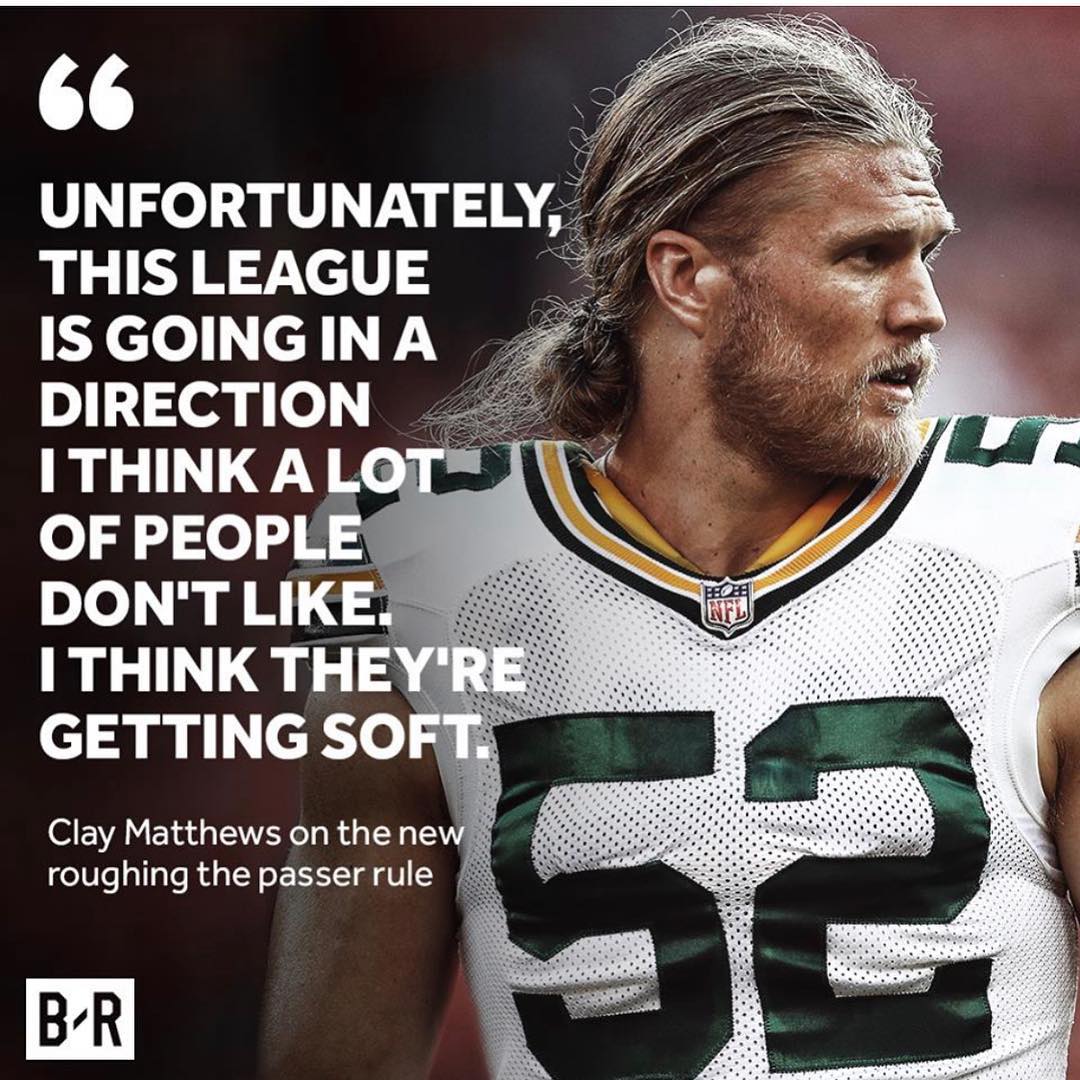 “
UNFORTUNATELY,
THIS LEAGUE
IS GOING IN A
DIRECTION
I THINK A LOT
OF PEOPLE
DON'T LIKE.
I THINK THEY'RE
GETTING SOFT.
Clay Matthews on the new
roughing the passer rule
NFL
52
B-R